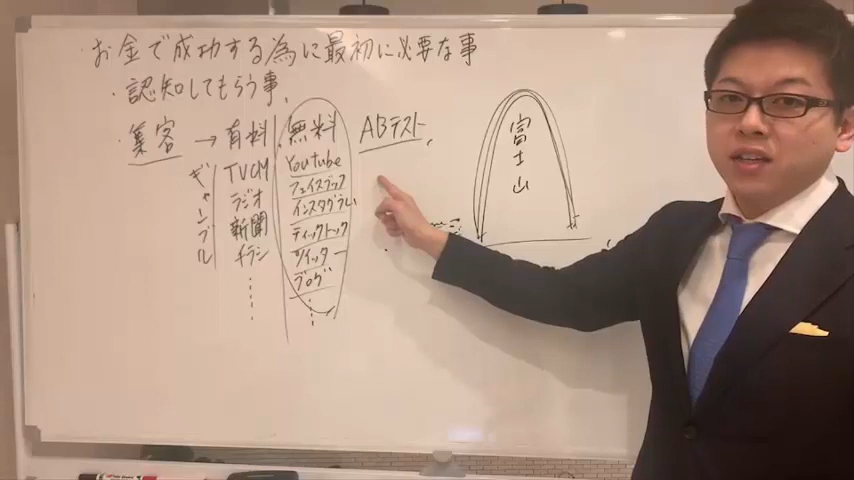 ・お金で成功する為に最初に必要な事
・認知してもらう事、
・集客 → 有料
ギャンブル
TVCM
ラジオ
新聞
チラシ
無料
Youtube
フェイスブック
インスタグラム
ティックトック
ツイッター
ブログ
ABテスト、
富士山